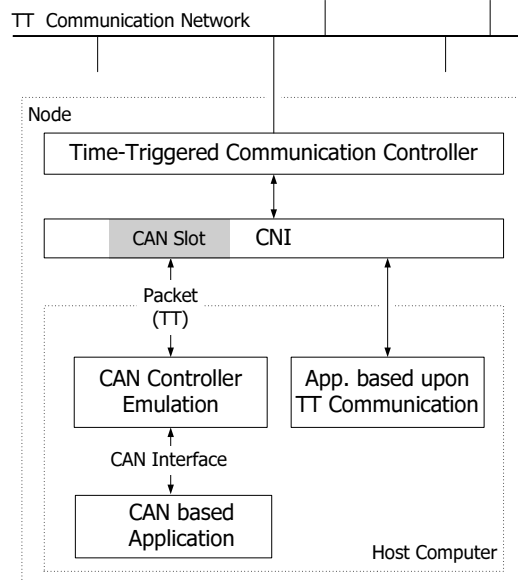 TT Communication Network
Node
Time-Triggered Communication Controller
CAN Slot
CNI
Packet
(TT)
CAN Controller
Emulation
App. based upon
TT Communication
CAN Interface
CAN based
Application
Host Computer